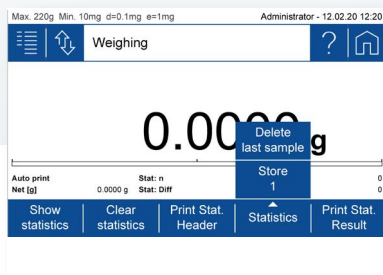 Max. 220g Min. 10mg d=0.1mg e=1mg Administrator - 12.02.20 12:20
Weighing ?
0.00 g
Delete
last sample
Store
1
Auto print Stat: n 0
Net [g] 0.0000 g Stat: Diff 0
Show
statistics
Clear
statistics
Print Stat.
Header
Statistics
Print Stat.
Result